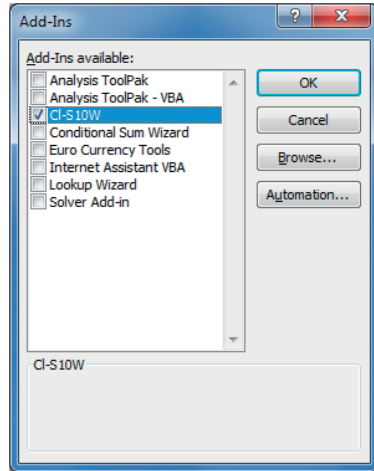 Add-Ins
Add-Ins available:
Analysis ToolPak
Analysis ToolPak - VBA
Cl-S10W
Conditional Sum Wizard
Euro Currency Tools
Internet Assistant VBA
Lookup Wizard
Solver Add-in
OK
Cancel
Browse...
Automation...
Cl-S10W